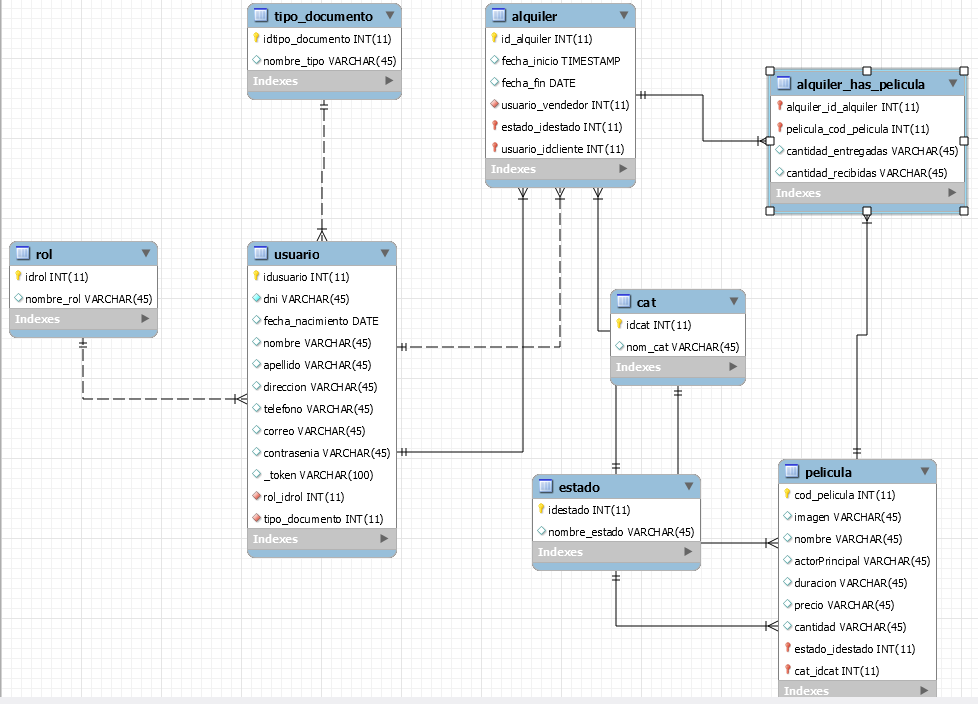 tipo_documento
idtipo_documento INT(11)
nombre_tipo VARCHAR(45)
Indexes
alquiler
id_alquiler INT(11)
fecha_inicio TIMESTAMP
fecha_fin DATE
usuario_vendedor INT(11)
estado_idestado INT(11)
usuario_idcliente INT(11)
Indexes
alquiler_has_pelicula
alquiler_id_alquiler INT(11)
pelicula_cod_pelicula INT(11)
cantidad_entregadas VARCHAR(45)
cantidad_recibidas VARCHAR(45)
Indexes
rol
idrol INT(11)
nombre_rol VARCHAR(45)
Indexes
usuario
idusuario INT(11)
dni VARCHAR(45)
fecha_nacimiento DATE
nombre VARCHAR(45)
apellido VARCHAR(45)
direccion VARCHAR(45)
telefono VARCHAR(45)
correo VARCHAR(45)
contrasenia VARCHAR(45)
_token VARCHAR(100)
rol_idrol INT(11)
tipo_documento INT(11)
Indexes
cat
idcat INT(11)
nom_cat VARCHAR(45)
Indexes
estado
idestado INT(11)
nombre_estado VARCHAR(45)
Indexes
pelicula
cod_pelicula INT(11)
imagen VARCHAR(45)
nombre VARCHAR(45)
actorPrincipal VARCHAR(45)
duracion VARCHAR(45)
precio VARCHAR(45)
cantidad VARCHAR(45)
estado_idestado INT(11)
cat_idcat INT(11)
Indexes